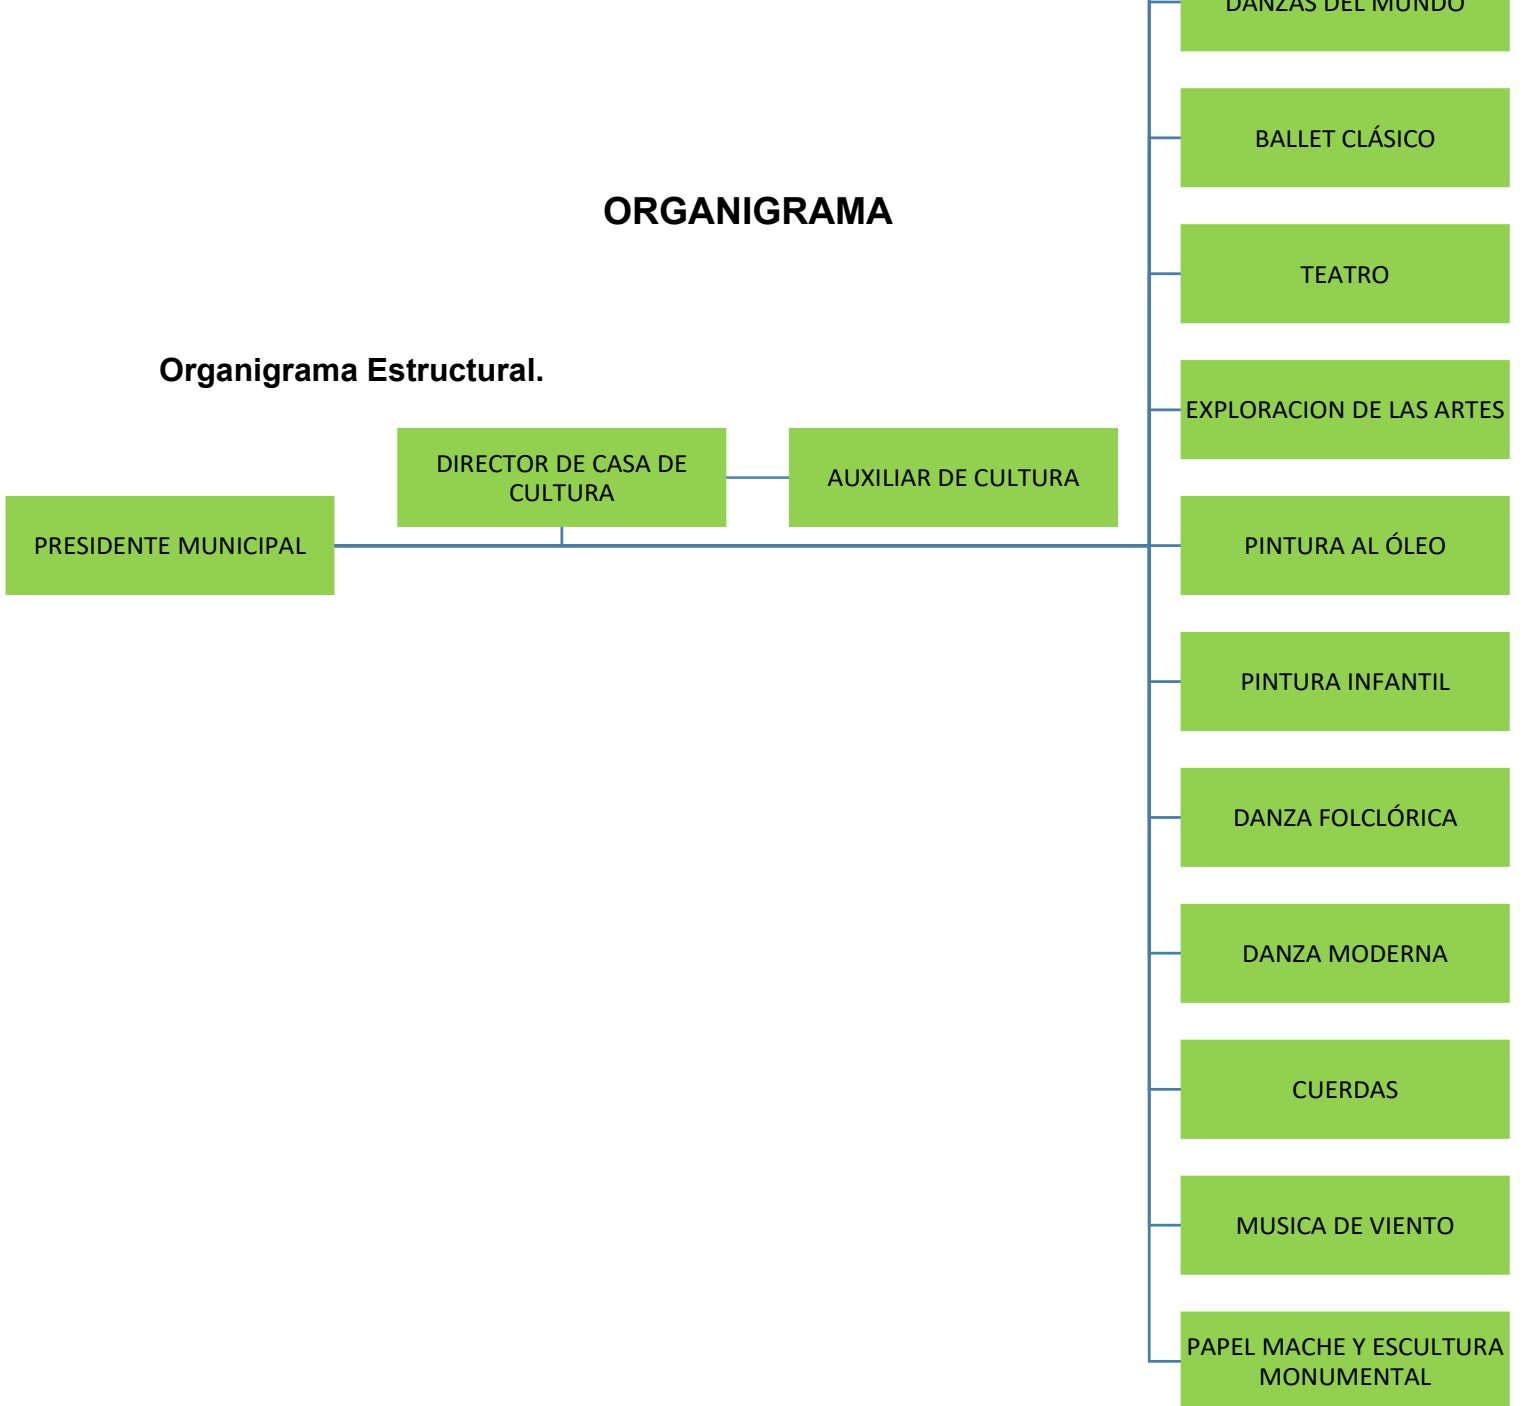 DANZAS DEL MUNDO
BALLET CLÁSICO
ORGANIGRAMA
TEATRO
Organigrama Estructural.
EXPLORACION DE LAS ARTES
DIRECTOR DE CASA DE
CULTURA
AUXILIAR DE CULTURA
PRESIDENTE MUNICIPAL
PINTURA AL ÓLEO
PINTURA INFANTIL
DANZA FOLCLÓRICA
DANZA MODERNA
CUERDAS
MUSICA DE VIENTO
PAPEL MACHE Y ESCULTURA
MONUMENTAL